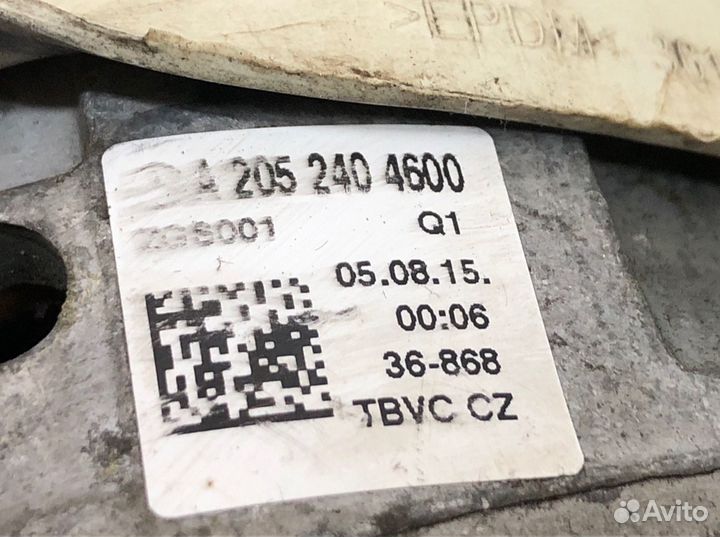 >EPDM<
A 205 240 4600
ZGS001 Q1
05.08.15.
00:06
36-868
TBVC CZ
Avito